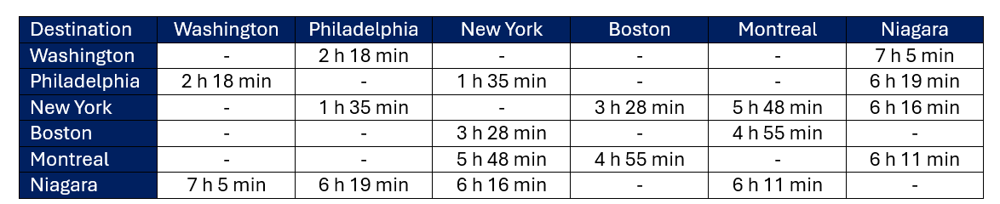 Destination Washington Philadelphia New York Boston Montreal Niagara
Washington - 2 h 18 min - - - 7 h 5 min
Philadelphia 2 h 18 min - 1 h 35 min - - 6 h 19 min
New York - 1 h 35 min - 3 h 28 min 5 h 48 min 6 h 16 min
Boston - - 3 h 28 min - 4 h 55 min -
Montreal - - 5 h 48 min 4 h 55 min - 6 h 11 min
Niagara 7 h 5 min 6 h 19 min 6 h 16 min - 6 h 11 min -